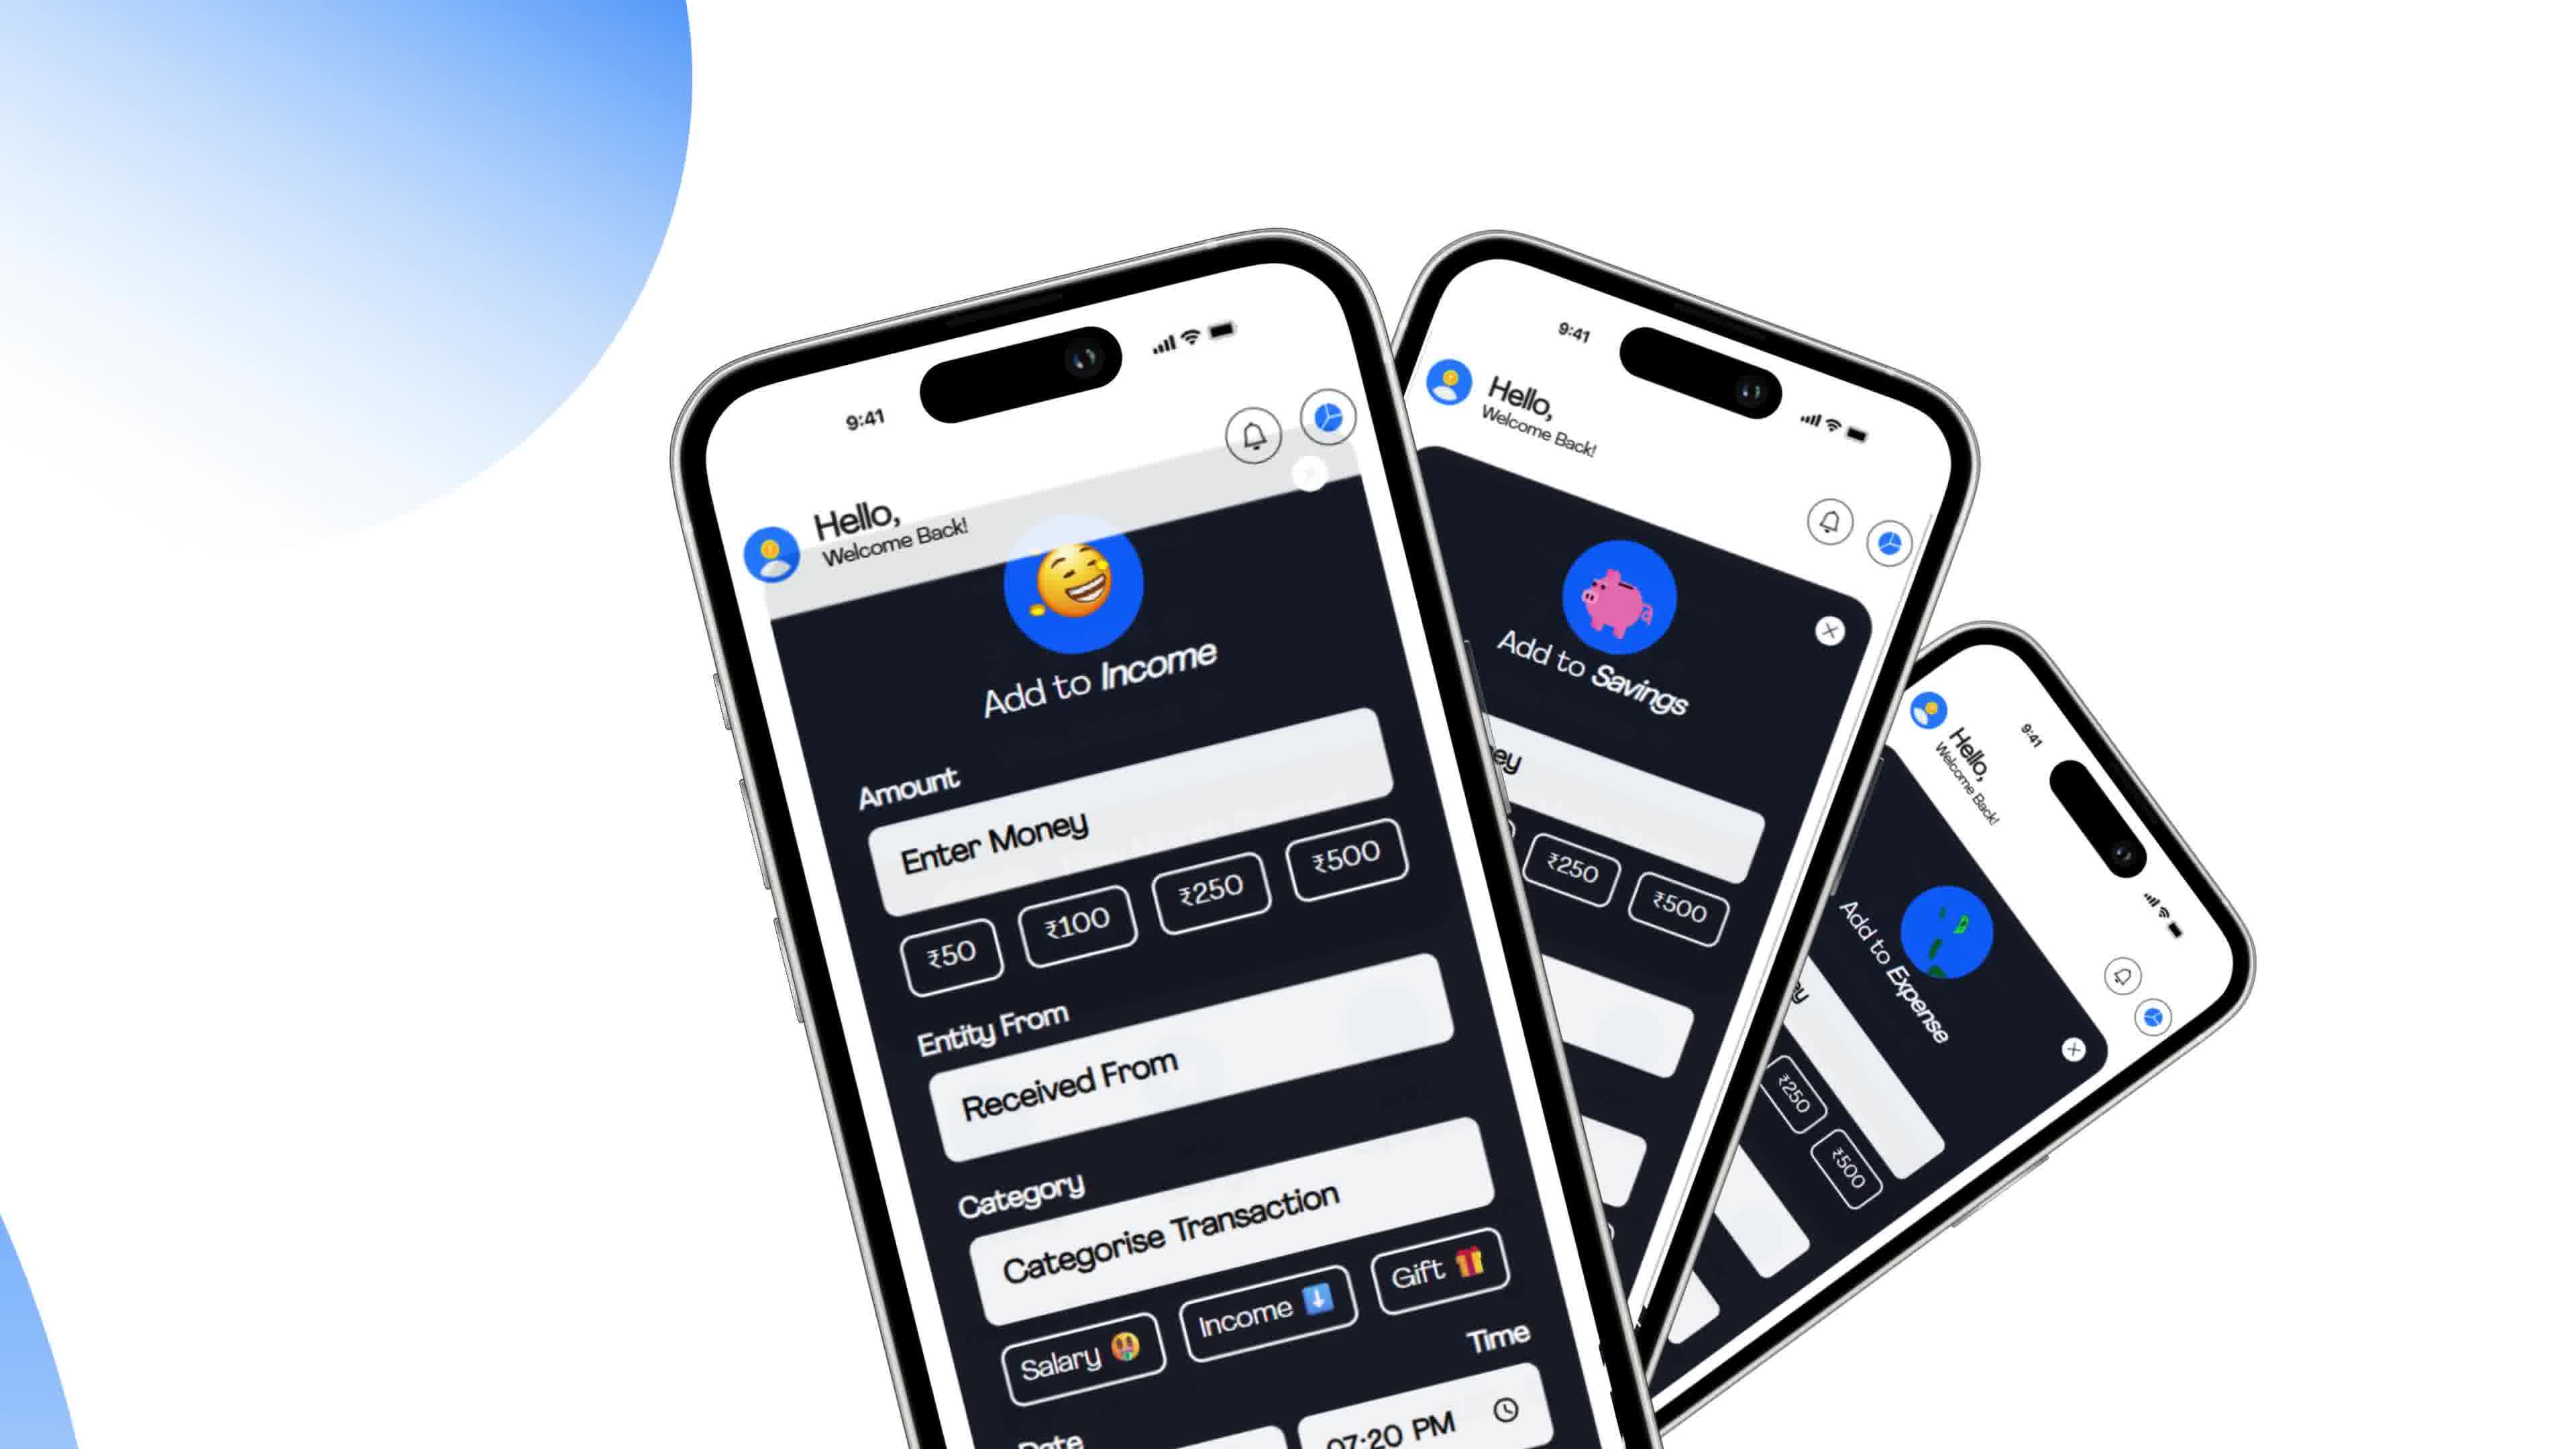 9:41
Hello,
Welcome Back!
Add to Income
Amount
Enter Money
₹50
₹100
₹250
₹500
Entity From
Received From
Category
Categorise Transaction
Salary
Income
Gift
Time
Date
07:20 PM
9:41
Hello,
Welcome Back!
Add to Savings
₹250
₹500
9:41
Hello,
Welcome Back!
Add to Expense
₹250
₹500